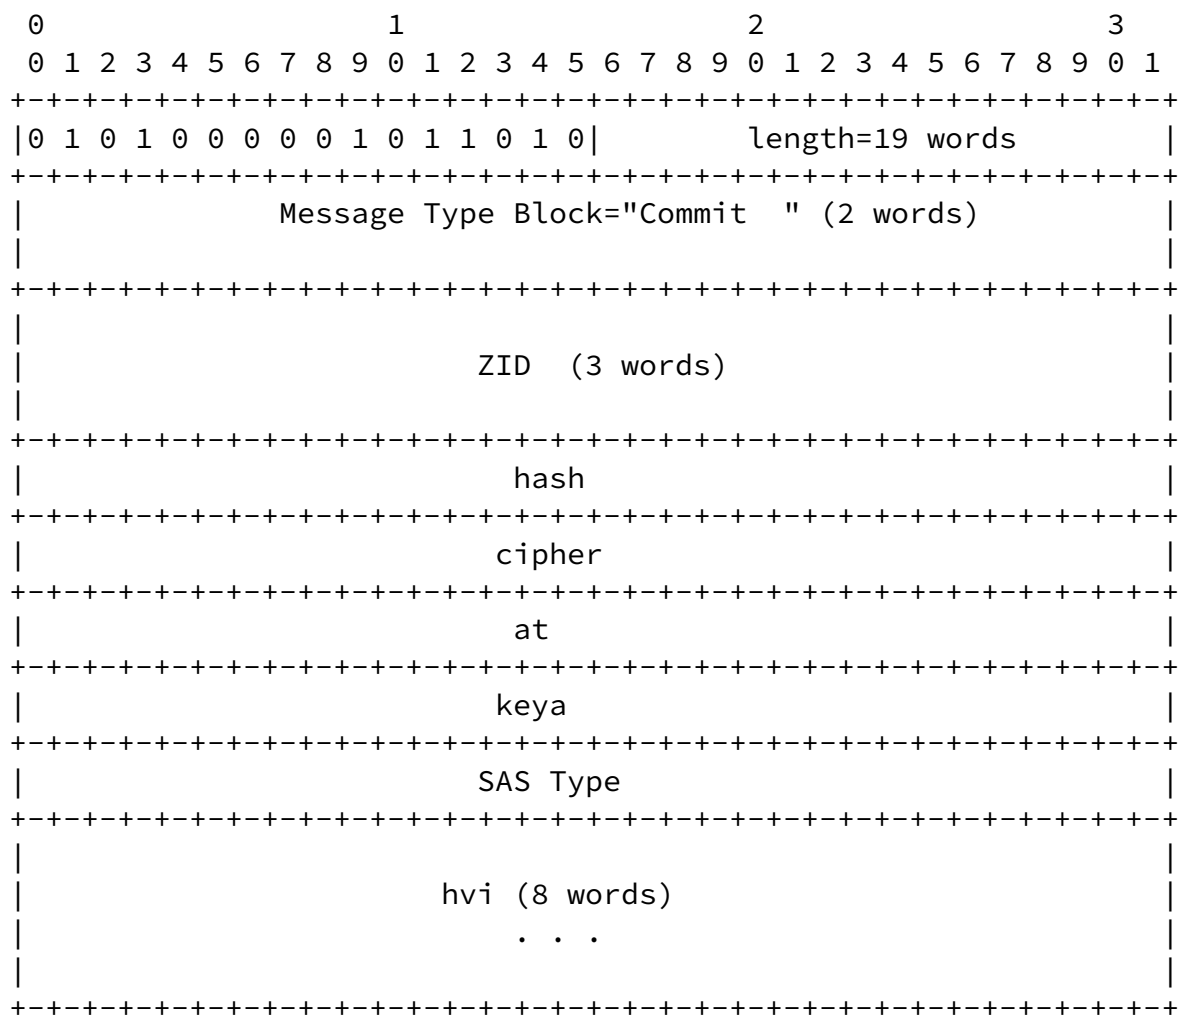 0                   1                   2                   3
 0 1 2 3 4 5 6 7 8 9 0 1 2 3 4 5 6 7 8 9 0 1 2 3 4 5 6 7 8 9 0 1
+-+-+-+-+-+-+-+-+-+-+-+-+-+-+-+-+-+-+-+-+-+-+-+-+-+-+-+-+-+-+-+-+
|0 1 0 1 0 0 0 0 0 1 0 1 1 0 1 0|        length=19 words        |
+-+-+-+-+-+-+-+-+-+-+-+-+-+-+-+-+-+-+-+-+-+-+-+-+-+-+-+-+-+-+-+-+
|              Message Type Block="Commit  " (2 words)          |
|                                                               |
+-+-+-+-+-+-+-+-+-+-+-+-+-+-+-+-+-+-+-+-+-+-+-+-+-+-+-+-+-+-+-+-+
|                                                               |
|                         ZID  (3 words)                        |
|                                                               |
+-+-+-+-+-+-+-+-+-+-+-+-+-+-+-+-+-+-+-+-+-+-+-+-+-+-+-+-+-+-+-+-+
|                           hash                                |
+-+-+-+-+-+-+-+-+-+-+-+-+-+-+-+-+-+-+-+-+-+-+-+-+-+-+-+-+-+-+-+-+
|                          cipher                               |
+-+-+-+-+-+-+-+-+-+-+-+-+-+-+-+-+-+-+-+-+-+-+-+-+-+-+-+-+-+-+-+-+
|                           at                                  |
+-+-+-+-+-+-+-+-+-+-+-+-+-+-+-+-+-+-+-+-+-+-+-+-+-+-+-+-+-+-+-+-+
|                          keya                                 |
+-+-+-+-+-+-+-+-+-+-+-+-+-+-+-+-+-+-+-+-+-+-+-+-+-+-+-+-+-+-+-+-+
|                         SAS Type                              |
+-+-+-+-+-+-+-+-+-+-+-+-+-+-+-+-+-+-+-+-+-+-+-+-+-+-+-+-+-+-+-+-+
|                                                               |
|                       hvi (8 words)                           |
|                           . . .                               |
|                                                               |
+-+-+-+-+-+-+-+-+-+-+-+-+-+-+-+-+-+-+-+-+-+-+-+-+-+-+-+-+-+-+-+-+